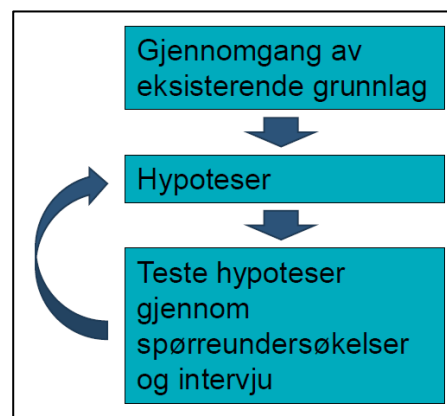 Gjennomgang av
eksisterende grunnlag
Hypoteser
Teste hypoteser
gjennom
spørreundersøkelser
og intervju